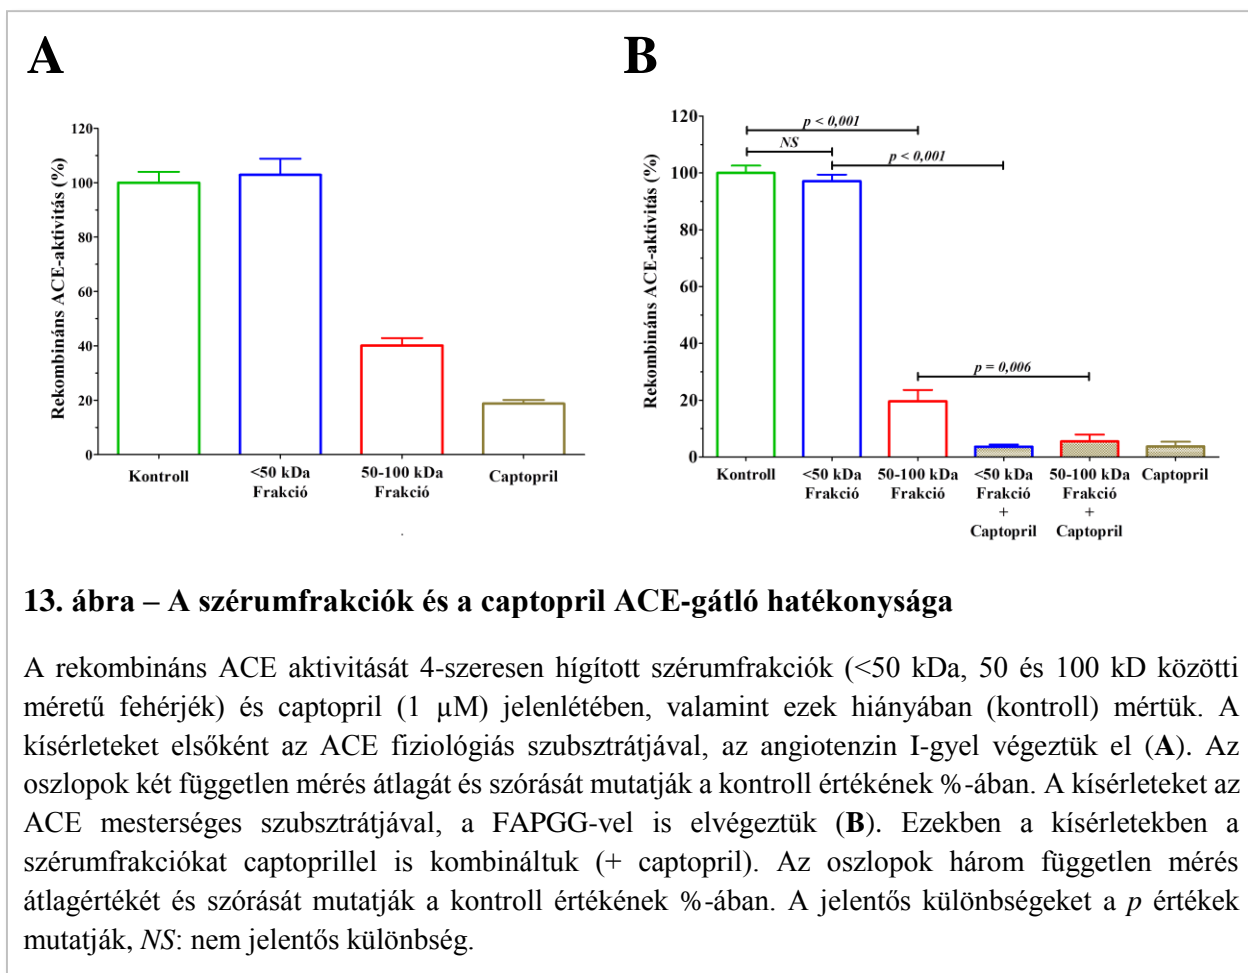 A
B
Rekombináns ACE-aktivitás (%)
120
100
80
60
40
20
0
Kontroll
<50 kDa
Frakció
50-100 kDa
Frakció
Captopril
Rekombináns ACE-aktivitás (%)
120
100
80
60
40
20
0
p < 0,001
NS
p < 0,001
p = 0,006
Kontroll
<50 kDa
Frakció
50-100 kDa
Frakció
<50 kDa
Frakció
+
Captopril
50-100 kDa
Frakció
+
Captopril
Captopril
13. ábra – A szérumfrakciók és a captopril ACE-gátló hatékonysága
A rekombináns ACE aktivitását 4-szeresen hígított szérumfrakciók (<50 kDa, 50 és 100 kD közötti
méretű fehérjék) és captopril (1 µM) jelenlétében, valamint ezek hiányában (kontroll) mértük. A
kísérleteket elsőként az ACE fiziológiás szubsztrátjával, az angiotenzin I-gyel végeztük el (A). Az
oszlopok két független mérés átlagát és szórását mutatják a kontroll értékének %-ában. A kísérleteket az
ACE mesterséges szubsztrátjával, a FAPGG-vel is elvégeztük (B). Ezekben a kísérletekben a
szérumfrakciókat captoprillel is kombináltuk (+ captopril). Az oszlopok három független mérés
átlagértékét és szórását mutatják a kontroll értékének %-ában. A jelentős különbségeket a p értékek
mutatják, NS: nem jelentős különbség.